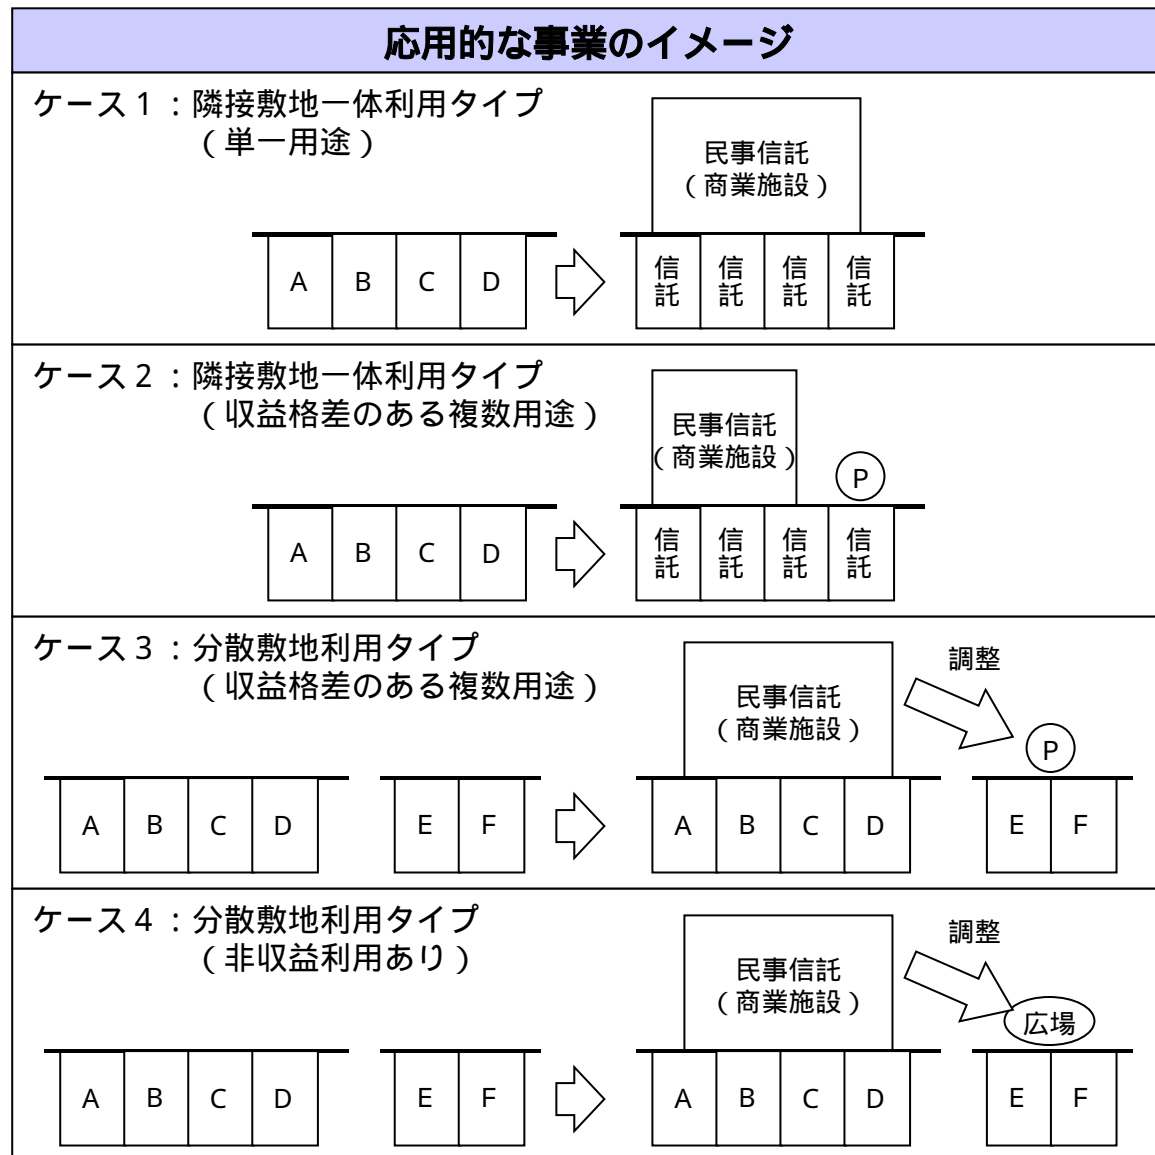 応用的な事業のイメージ
ケース1：隣接敷地一体利用タイプ
（単一用途）
民事信託
（商業施設）
A B C D
信託 信託 信託 信託
ケース2：隣接敷地一体利用タイプ
（収益格差のある複数用途）
民事信託
（商業施設）
P
A B C D
信託 信託 信託 信託
ケース3：分散敷地利用タイプ
（収益格差のある複数用途）
調整
民事信託
（商業施設）
P
A B C D E F
A B C D E F
ケース4：分散敷地利用タイプ
（非収益利用あり）
調整
民事信託
（商業施設）
広場
A B C D E F
A B C D E F